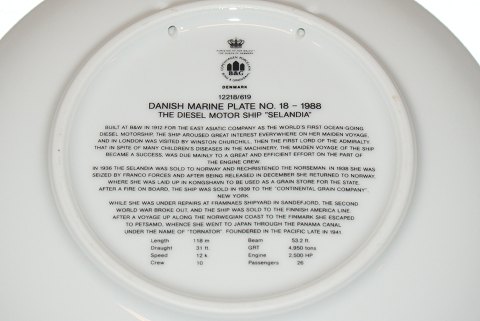 B&G
DENMARK
12218/619
DANISH MARINE PLATE NO. 18 – 1988
THE DIESEL MOTOR SHIP "SELANDIA"
BUILT AT B&W IN 1912 FOR THE EAST ASIATIC COMPANY AS THE WORLD'S FIRST OCEAN-GOING
DIESEL MOTORSHIP. THE SHIP AROUSED GREAT INTEREST EVERYWHERE ON HER MAIDEN VOYAGE,
AND IN LONDON WAS VISITED BY WINSTON CHURCHILL, THEN THE FIRST LORD OF THE ADMIRALTY.
THAT IN SPITE OF MANY CHILDREN'S DISEASES IN THE MACHINERY, THE MAIDEN VOYAGE OF THE SHIP
BECAME A SUCCESS, WAS DUE MAINLY TO A GREAT AND EFFICIENT EFFORT ON THE PART OF
THE ENGINE CREW.
IN 1936 THE SELANDIA WAS SOLD TO NORWAY AND RECHRISTENED THE NORSEMAN. IN 1938 SHE WAS
SEIZED BY FRANCO FORCES AND AFTER BEING RELEASED IN DECEMBER SHE RETURNED TO NORWAY,
WHERE SHE WAS LAID UP IN KONGSHAVN TO BE USED AS A GRAIN STORE FOR THE STATE.
AFTER A FIRE ON BOARD, THE SHIP WAS SOLD IN 1939 TO THE "CONTINENTAL GRAIN COMPANY",
NEW YORK.
WHILE SHE WAS UNDER REPAIRS AT FRAMNAES SHIPYARD IN SANDEFJORD, THE SECOND
WORLD WAR BROKE OUT, AND THE SHIP WAS SOLD TO THE FINNISH AMERICA LINE.
AFTER A VOYAGE UP ALONG THE NORWEGIAN COAST TO THE FINMARK SHE ESCAPED
TO PETSAMO, WHENCE SHE WENT TO JAPAN THROUGH THE PANAMA CANAL
UNDER THE NAME OF "TORNATOR". FOUNDERED IN THE PACIFIC LATE IN 1941.
Length 118 m Beam 53.2 ft.
Draught 31 ft. GRT 4,950 tons
Speed 12 k Engine 2,500 HP
Crew 10 Passengers 26